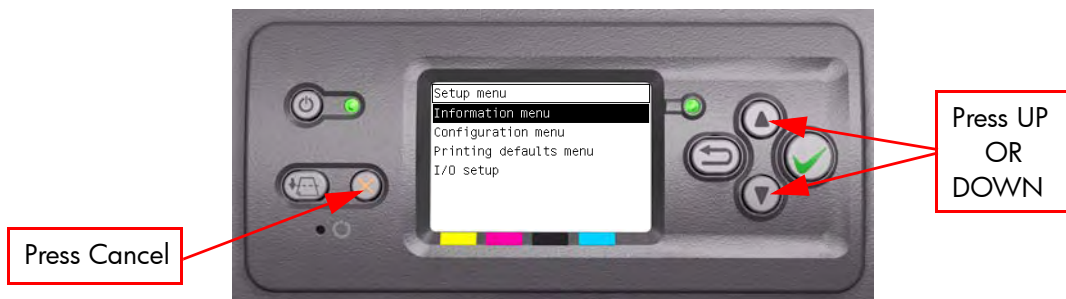 Setup menu
Information menu
Configuration menu
Printing defaults menu
I/O setup
Press UP
OR
DOWN
Press Cancel